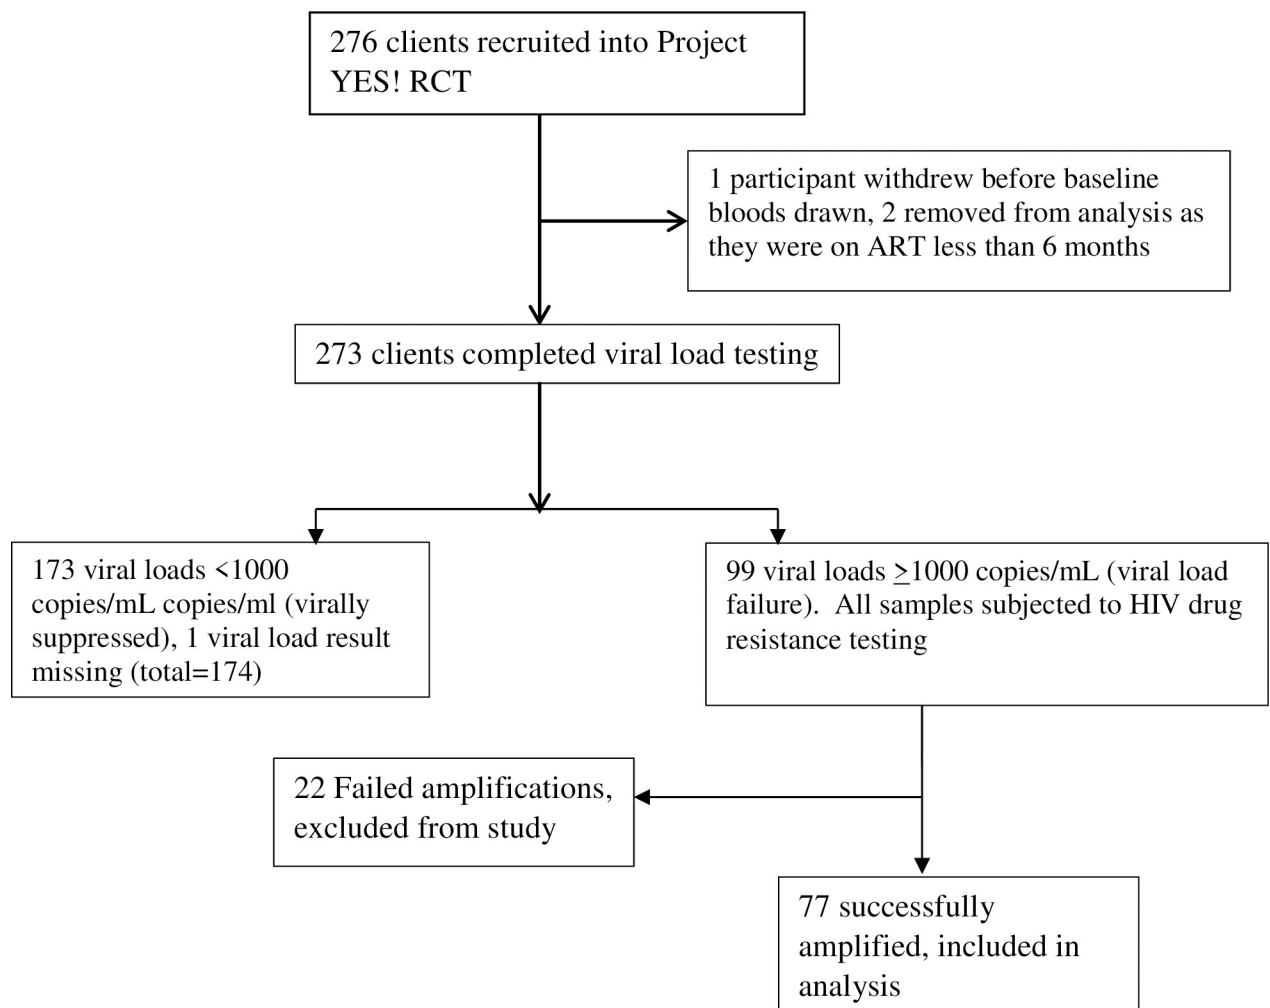 276 clients recruited into Project
YES! RCT
1 participant withdrew before baseline
bloods drawn, 2 removed from analysis as
they were on ART less than 6 months
273 clients completed viral load testing
173 viral loads <1000
copies/mL copies/ml (virally
suppressed), 1 viral load result
missing (total=174)
99 viral loads ≥1000 copies/mL (viral load
failure).  All samples subjected to HIV drug
resistance testing
22 Failed amplifications,
excluded from study
77 successfully
amplified, included in
analysis